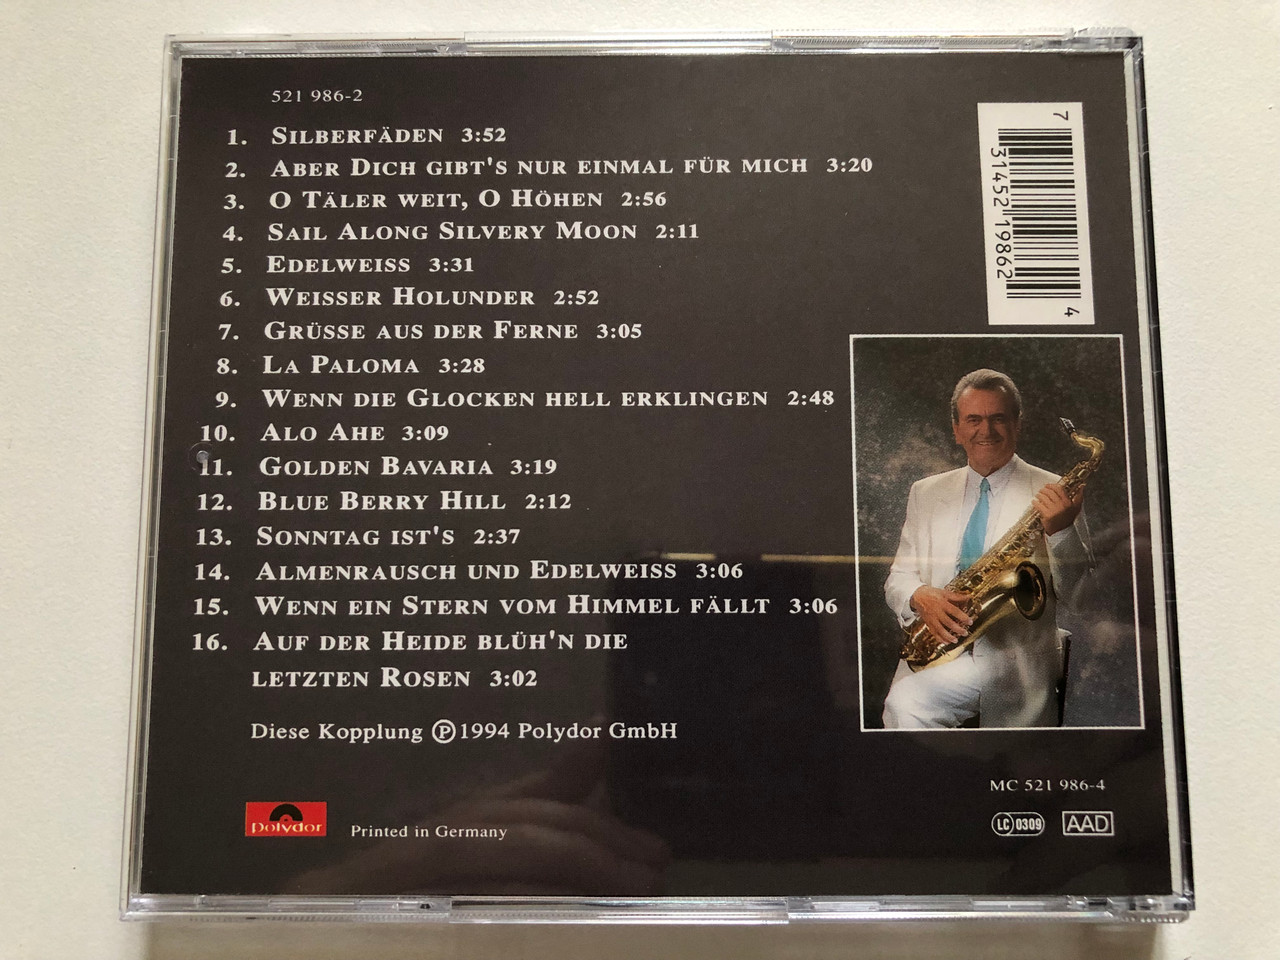 521 986-2
1. SILBERFÄDEN 3:52
2. ABER DICH GIBT'S NUR EINMAL FÜR MICH 3:20
3. O TÄLER WEIT, O HÖHEN 2:56
4. SAIL ALONG SILVERY MOON 2:11
5. EDELWEISS 3:31
6. WEISSER HOLUNDER 2:52
7. GRÜSSE AUS DER FERNE 3:05
8. LA PALOMA 3:28
9. WENN DIE GLOCKEN HELL ERKLINGEN 2:48
10. ALO AHE 3:09
11. GOLDEN BAVARIA 3:19
12. BLUE BERRY HILL 2:12
13. SONNTAG IST'S 2:37
14. ALMENRAUSCH UND EDELWEISS 3:06
15. WENN EIN STERN VOM HIMMEL FÄLLT 3:06
16. AUF DER HEIDE BLÜH'N DIE
LETZTEN ROSEN 3:02
Diese Kopplung Ⓟ1994 Polydor GmbH
7 31452 19862 4
MC 521 986-4
LC 0309 AAD
Polydor
Printed in Germany